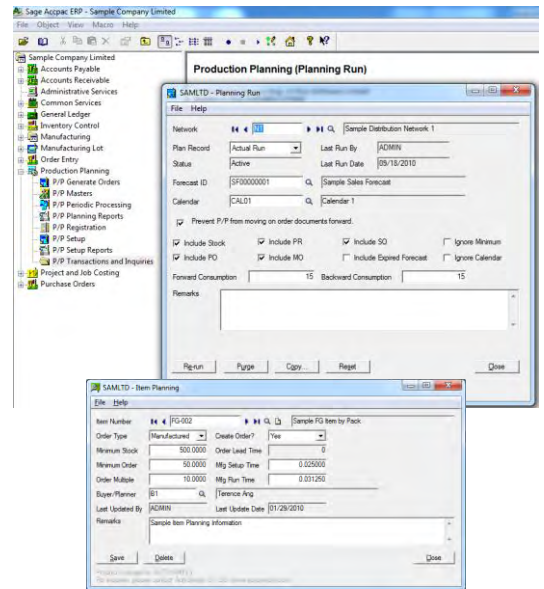 Sage Accpac ERP - Sample Company Limited
File Object View Macro Help
Sample Company Limited
Accounts Payable
Accounts Receivable
Administrative Services
Common Services
General Ledger
Inventory Control
Manufacturing
Manufacturing Lot
Order Entry
Production Planning
P/P Generate Orders
P/P Masters
P/P Periodic Processing
P/P Planning Reports
P/P Registration
P/P Setup
P/P Setup Reports
P/P Transactions and Inquiries
Project and Job Costing
Purchase Orders
Production Planning (Planning Run)
SAMLTD - Planning Run
File Help
Network Sample Distribution Network 1
Plan Record Actual Run Last Run By ADMIN
Status Active Last Run Date 09/18/2010
Forecast ID SF00000001 Sample Sales Forecast
Calendar CAL01 Calendar 1
Prevent P/P from moving on order documents forward.
Include Stock Include PR Include SO Ignore Minimum
Include PO Include MO Include Expired Forecast Ignore Calendar
Forward Consumption 15 Backward Consumption 15
Remarks
Re-run Purge Copy... Reset Close
SAMLTD - Item Planning
File Help
Item Number FG-002 Sample FG Item by Pack
Order Type Manufactured Create Order? Yes
Minimum Stock 500.0000 Order Lead Time 0
Minimum Order 50.0000 Mfg Setup Time 0.025000
Order Multiple 10.0000 Mfg Run Time 0.031250
Buyer/Planner B1 Terence Ang
Last Updated By ADMIN Last Update Date 01/29/2010
Remarks Sample Item Planning Information
Save Delete Close